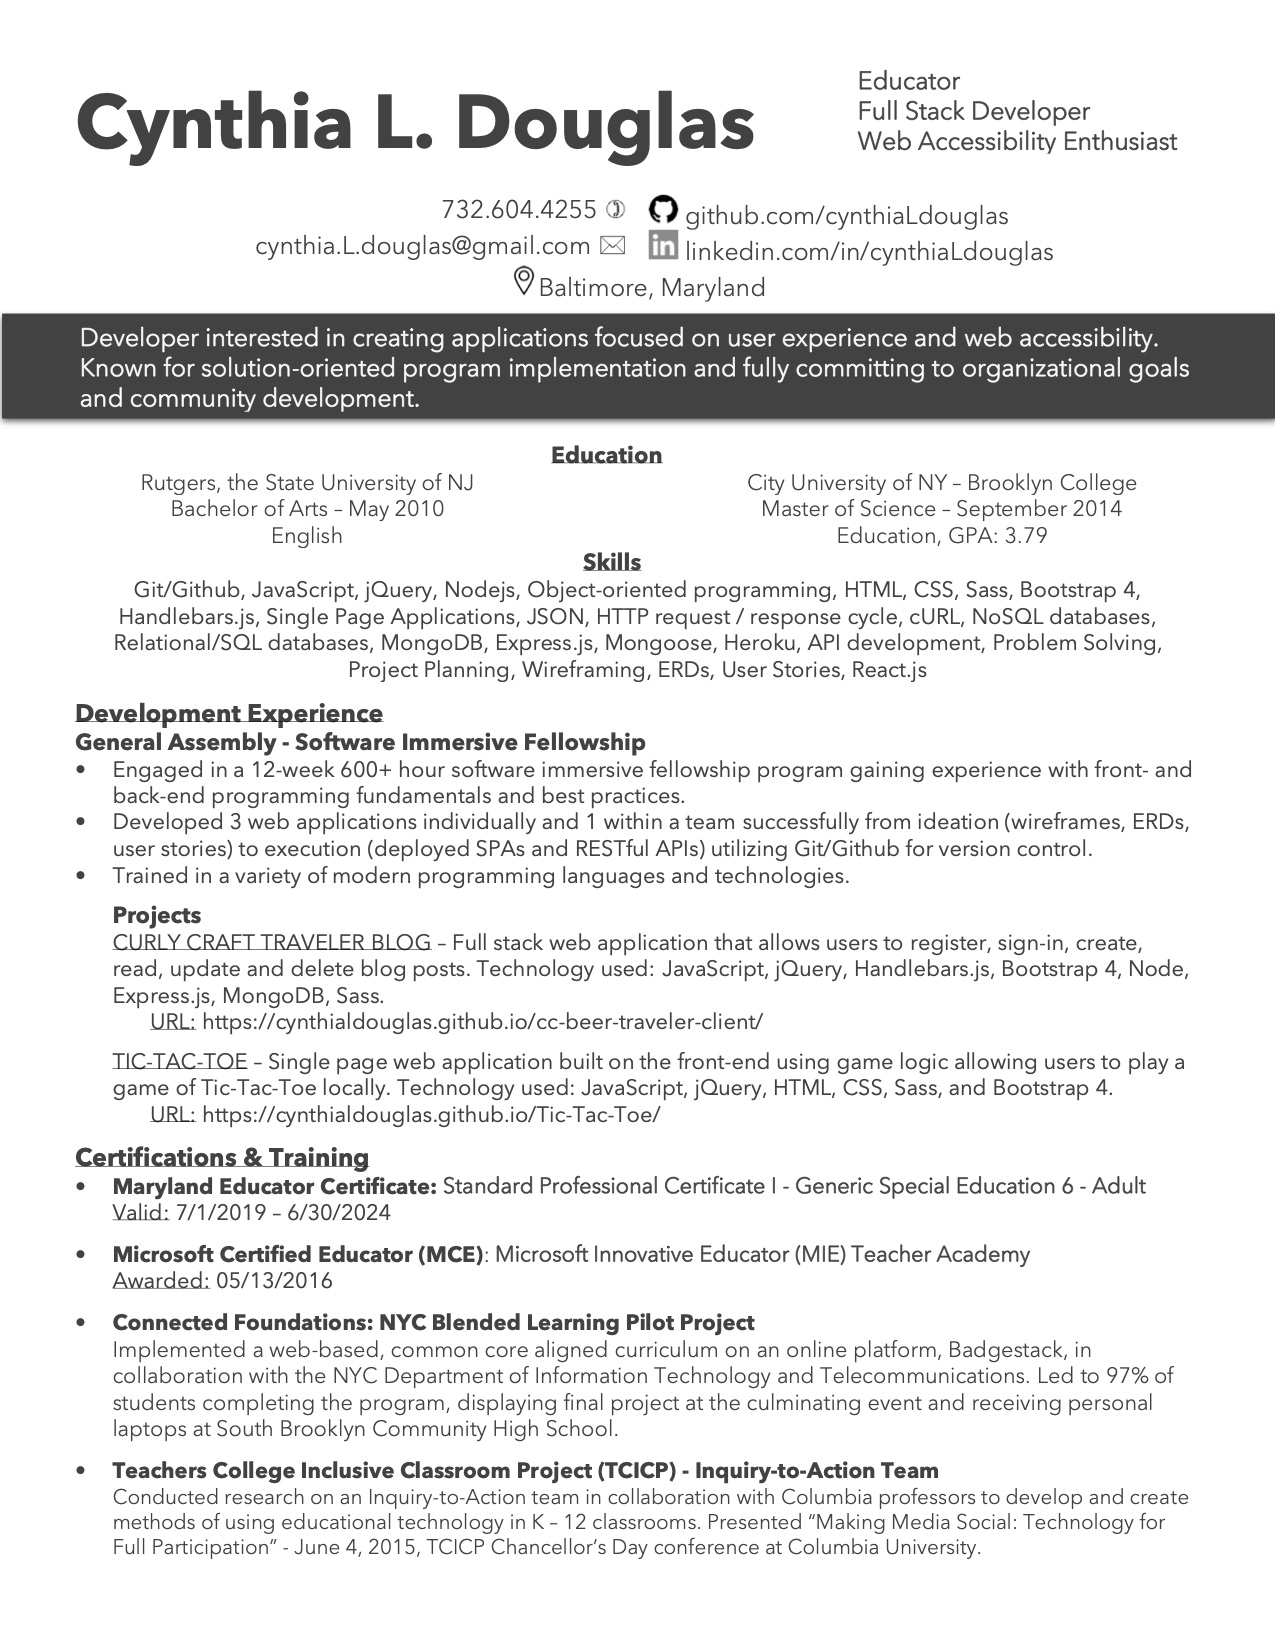 Cynthia L. Douglas
Educator
Full Stack Developer
Web Accessibility Enthusiast
732.604.4255
cynthia.L.douglas@gmail.com
github.com/cynthiaLdouglas
in linkedin.com/in/cynthiaLdouglas
Baltimore, Maryland
Developer interested in creating applications focused on user experience and web accessibility.
Known for solution-oriented program implementation and fully committing to organizational goals
and community development.
Education
Rutgers, the State University of NJ
Bachelor of Arts – May 2010
English
City University of NY – Brooklyn College
Master of Science – September 2014
Education, GPA: 3.79
Skills
Git/Github, JavaScript, jQuery, Nodejs, Object-oriented programming, HTML, CSS, Sass, Bootstrap 4,
Handlebars.js, Single Page Applications, JSON, HTTP request / response cycle, cURL, NoSQL databases,
Relational/SQL databases, MongoDB, Express.js, Mongoose, Heroku, API development, Problem Solving,
Project Planning, Wireframing, ERDs, User Stories, React.js
Development Experience
General Assembly - Software Immersive Fellowship
• Engaged in a 12-week 600+ hour software immersive fellowship program gaining experience with front- and
back-end programming fundamentals and best practices.
• Developed 3 web applications individually and 1 within a team successfully from ideation (wireframes, ERDs,
user stories) to execution (deployed SPAs and RESTful APIs) utilizing Git/Github for version control.
• Trained in a variety of modern programming languages and technologies.
Projects
CURLY CRAFT TRAVELER BLOG – Full stack web application that allows users to register, sign-in, create,
read, update and delete blog posts. Technology used: JavaScript, jQuery, Handlebars.js, Bootstrap 4, Node,
Express.js, MongoDB, Sass.
URL: https://cynthialdouglas.github.io/cc-beer-traveler-client/
TIC-TAC-TOE – Single page web application built on the front-end using game logic allowing users to play a
game of Tic-Tac-Toe locally. Technology used: JavaScript, jQuery, HTML, CSS, Sass, and Bootstrap 4.
URL: https://cynthialdouglas.github.io/Tic-Tac-Toe/
Certifications & Training
• Maryland Educator Certificate: Standard Professional Certificate I - Generic Special Education 6 - Adult
Valid: 7/1/2019 – 6/30/2024
• Microsoft Certified Educator (MCE): Microsoft Innovative Educator (MIE) Teacher Academy
Awarded: 05/13/2016
• Connected Foundations: NYC Blended Learning Pilot Project
Implemented a web-based, common core aligned curriculum on an online platform, Badgestack, in
collaboration with the NYC Department of Information Technology and Telecommunications. Led to 97% of
students completing the program, displaying final project at the culminating event and receiving personal
laptops at South Brooklyn Community High School.
• Teachers College Inclusive Classroom Project (TCICP) - Inquiry-to-Action Team
Conducted research on an Inquiry-to-Action team in collaboration with Columbia professors to develop and create
methods of using educational technology in K – 12 classrooms. Presented “Making Media Social: Technology for
Full Participation” - June 4, 2015, TCICP Chancellor’s Day conference at Columbia University.